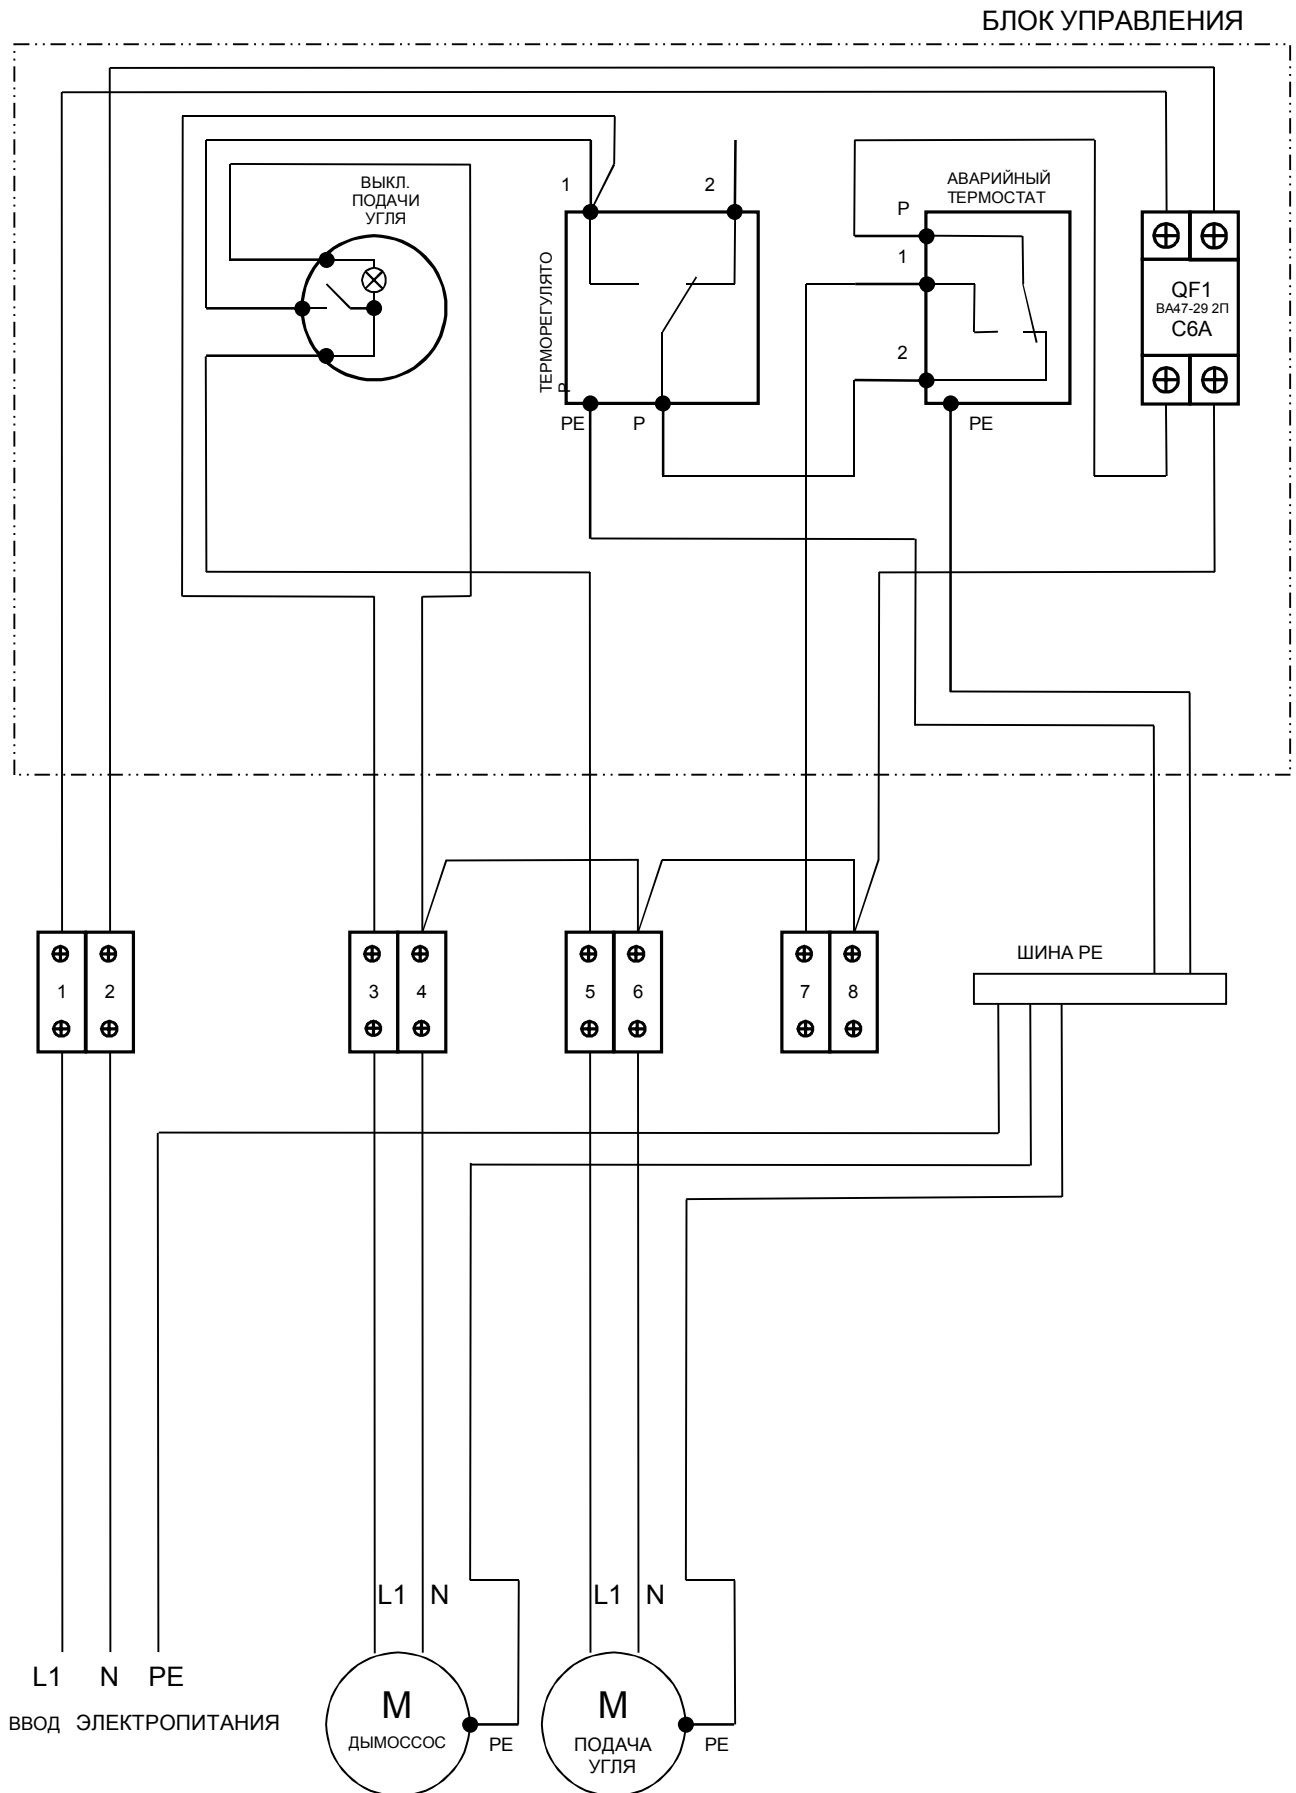 БЛОК УПРАВЛЕНИЯ
ВЫКЛ.
ПОДАЧИ
УГЛЯ
1
2
ТЕРМОРЕГУЛЯТО
Р
PE
P
АВАРИЙНЫЙ
ТЕРМОСТАТ
P
1
2
PE
QF1
ВА47-29 2П
C6A
1
2
3
4
5
6
7
8
ШИНА PE
L1
N
L1
N
L1
N
PE
ВВОД ЭЛЕКТРОПИТАНИЯ
М
ДЫМОССОС
PE
М
ПОДАЧА
УГЛЯ
PE